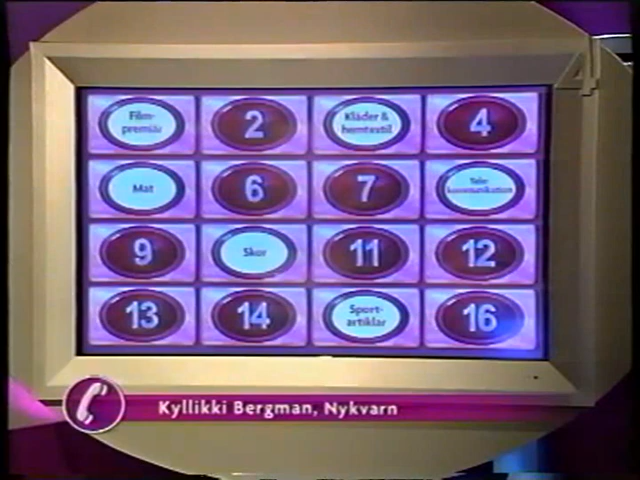 Film-
premiär
2
Kläder &
hemtextil
4
Mat
6
7
Tele-
kommunikation
9
Skor
11
12
13
14
Sport-
artiklar
16
4
Kyllikki Bergman, Nykvarn